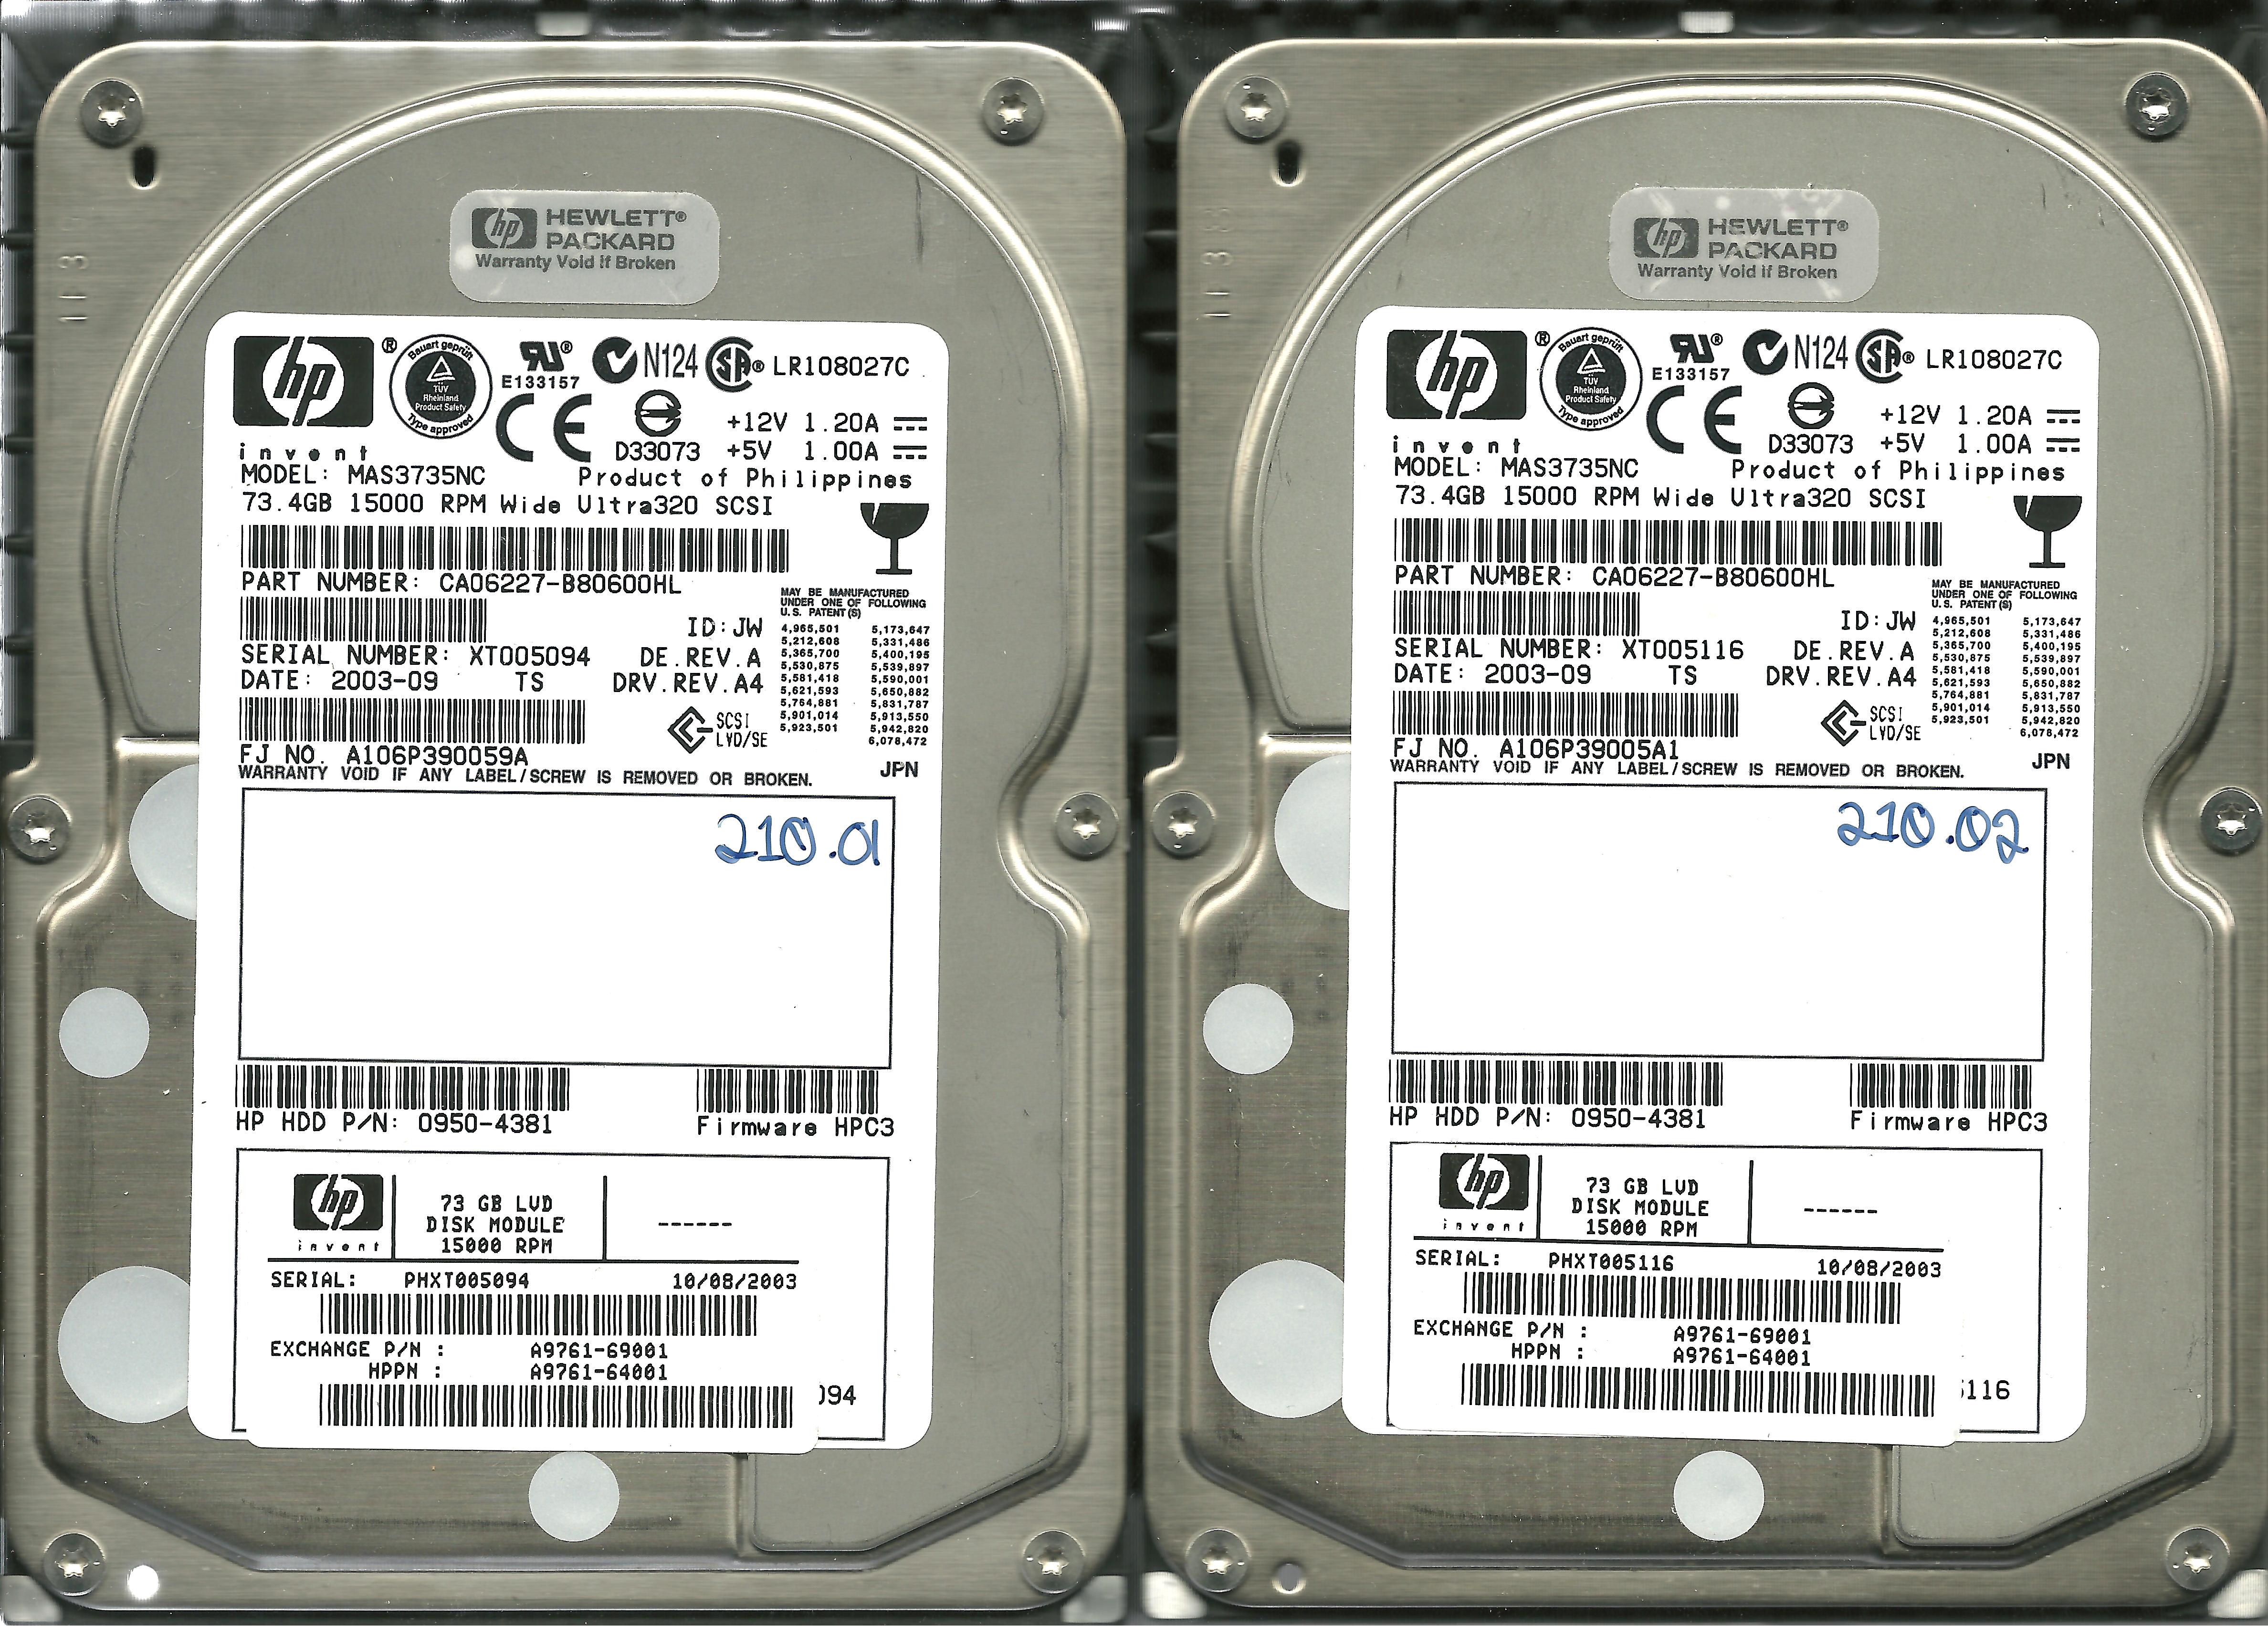 hp HEWLETT®
PACKARD
Warranty Void If Broken
hp ®
invent
Bauart geprüft
TÜV
Rheinland
Product Safety
Type approved
RU®
E133157
N124
SA® LR108027C
CE
D33073
+12V 1.20A
+5V 1.00A
MODEL: MAS3735NC Product of Philippines
73.4GB 15000 RPM Wide Ultra320 SCSI
PART NUMBER: CA06227-B80600HL
ID:JW
SERIAL NUMBER: XT005094 DE.REV.A
DATE: 2003-09 TS DRV.REV.A4
MAY BE MANUFACTURED
UNDER ONE OF FOLLOWING
U.S. PATENT(S)
4,965,501 5,173,647
5,212,608 5,331,486
5,365,700 5,400,195
5,530,875 5,539,897
5,581,418 5,590,001
5,621,593 5,650,882
5,764,881 5,831,787
5,901,014 5,913,550
5,923,501 5,942,820
6,078,472
SCSI
LVD/SE
FJ NO. A106P390059A
JPN
WARRANTY VOID IF ANY LABEL/SCREW IS REMOVED OR BROKEN.
210.01
HP HDD P/N: 0950-4381 Firmware HPC3
hp
invent
73 GB LVD
DISK MODULE
15000 RPM
------
SERIAL: PHXT005094 10/08/2003
EXCHANGE P/N : A9761-69001
HPPN : A9761-64001
094
1F3
hp HEWLETT®
PACKARD
Warranty Void If Broken
hp ®
invent
Bauart geprüft
TÜV
Rheinland
Product Safety
Type approved
RU®
E133157
N124
SA® LR108027C
CE
D33073
+12V 1.20A
+5V 1.00A
MODEL: MAS3735NC Product of Philippines
73.4GB 15000 RPM Wide Ultra320 SCSI
PART NUMBER: CA06227-B80600HL
ID:JW
SERIAL NUMBER: XT005116 DE.REV.A
DATE: 2003-09 TS DRV.REV.A4
MAY BE MANUFACTURED
UNDER ONE OF FOLLOWING
U.S. PATENT(S)
4,965,501 5,173,647
5,212,608 5,331,486
5,365,700 5,400,195
5,530,875 5,539,897
5,581,418 5,590,001
5,621,593 5,650,882
5,764,881 5,831,787
5,901,014 5,913,550
5,923,501 5,942,820
6,078,472
SCSI
LVD/SE
FJ NO. A106P39005A1
JPN
WARRANTY VOID IF ANY LABEL/SCREW IS REMOVED OR BROKEN.
210.02
HP HDD P/N: 0950-4381 Firmware HPC3
hp
invent
73 GB LVD
DISK MODULE
15000 RPM
------
SERIAL: PHXT005116 10/08/2003
EXCHANGE P/N : A9761-69001
HPPN : A9761-64001
116
1F3